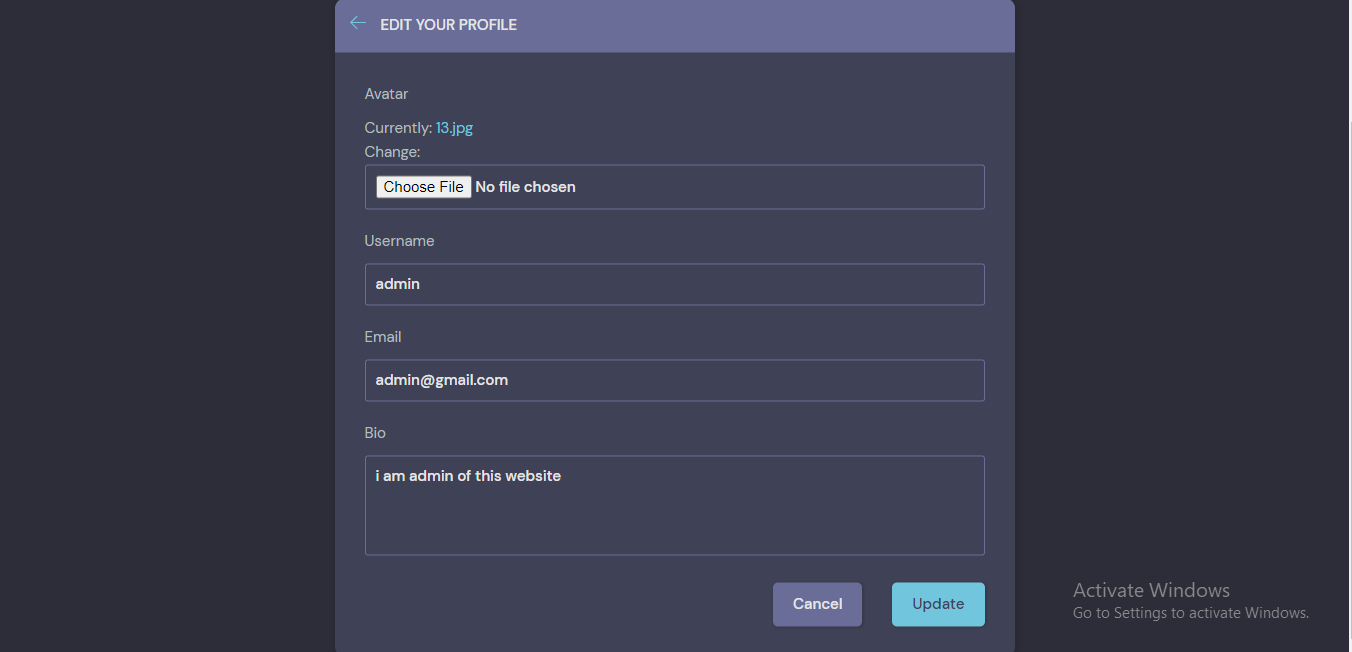 EDIT YOUR PROFILE
Avatar
Currently: 13.jpg
Change:
Choose File No file chosen
Username
admin
Email
admin@gmail.com
Bio
i am admin of this website
Cancel Update
Activate Windows
Go to Settings to activate Windows.